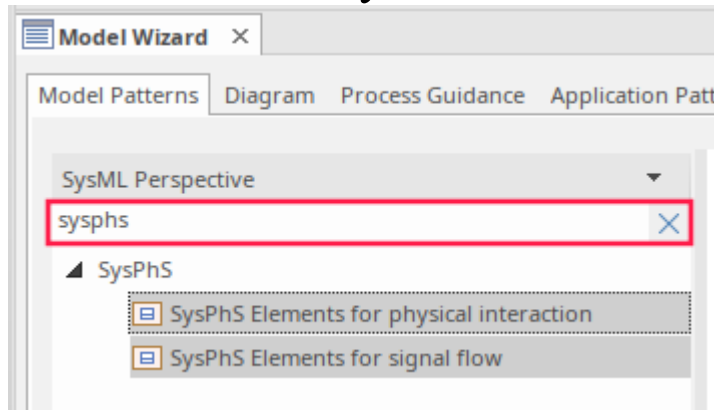 Model Wizard ×
Model Patterns Diagram Process Guidance Application Patt
SysML Perspective
sysphs
SysPhS
SysPhS Elements for physical interaction
SysPhS Elements for signal flow